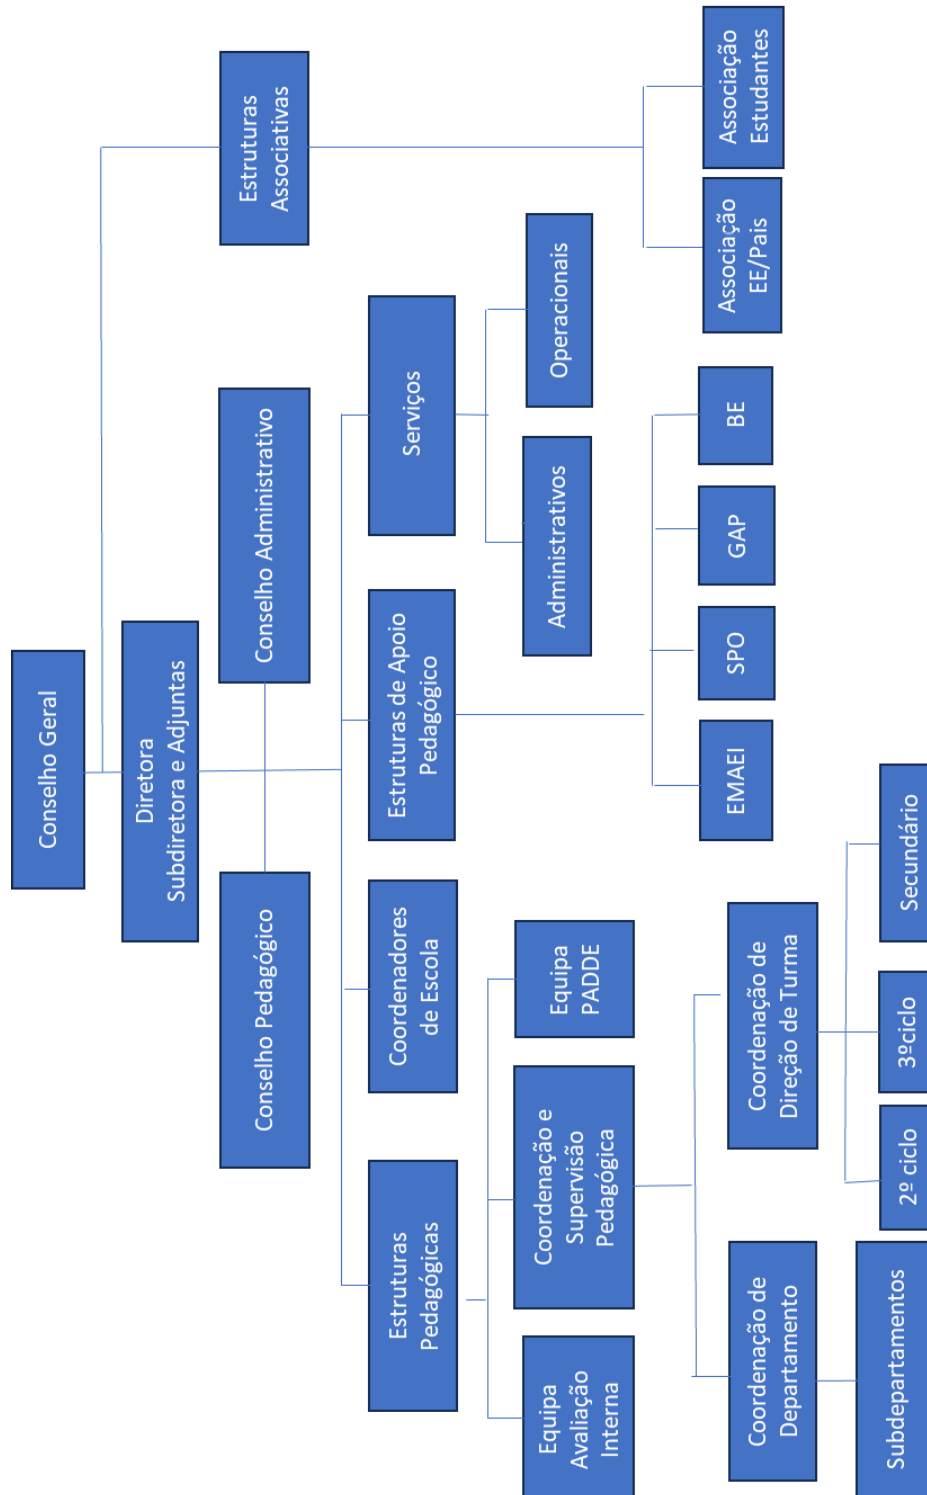 Conselho Geral
Diretora
Subdiretora e Adjuntas
Conselho Pedagógico
Conselho Administrativo
Estruturas
Associativas
Estruturas
Pedagógicas
Coordenadores
de Escola
Estruturas de Apoio
Pedagógico
Serviços
Equipa
Avaliação
Interna
Coordenação e
Supervisão
Pedagógica
Equipa
PADDE
Administrativos
Operacionais
Coordenação de
Departamento
Coordenação de
Direção de Turma
EMAEI
SPO
GAP
BE
Associação
EE/Pais
Associação
Estudantes
Subdepartamentos
2º ciclo
3ºciclo
Secundário